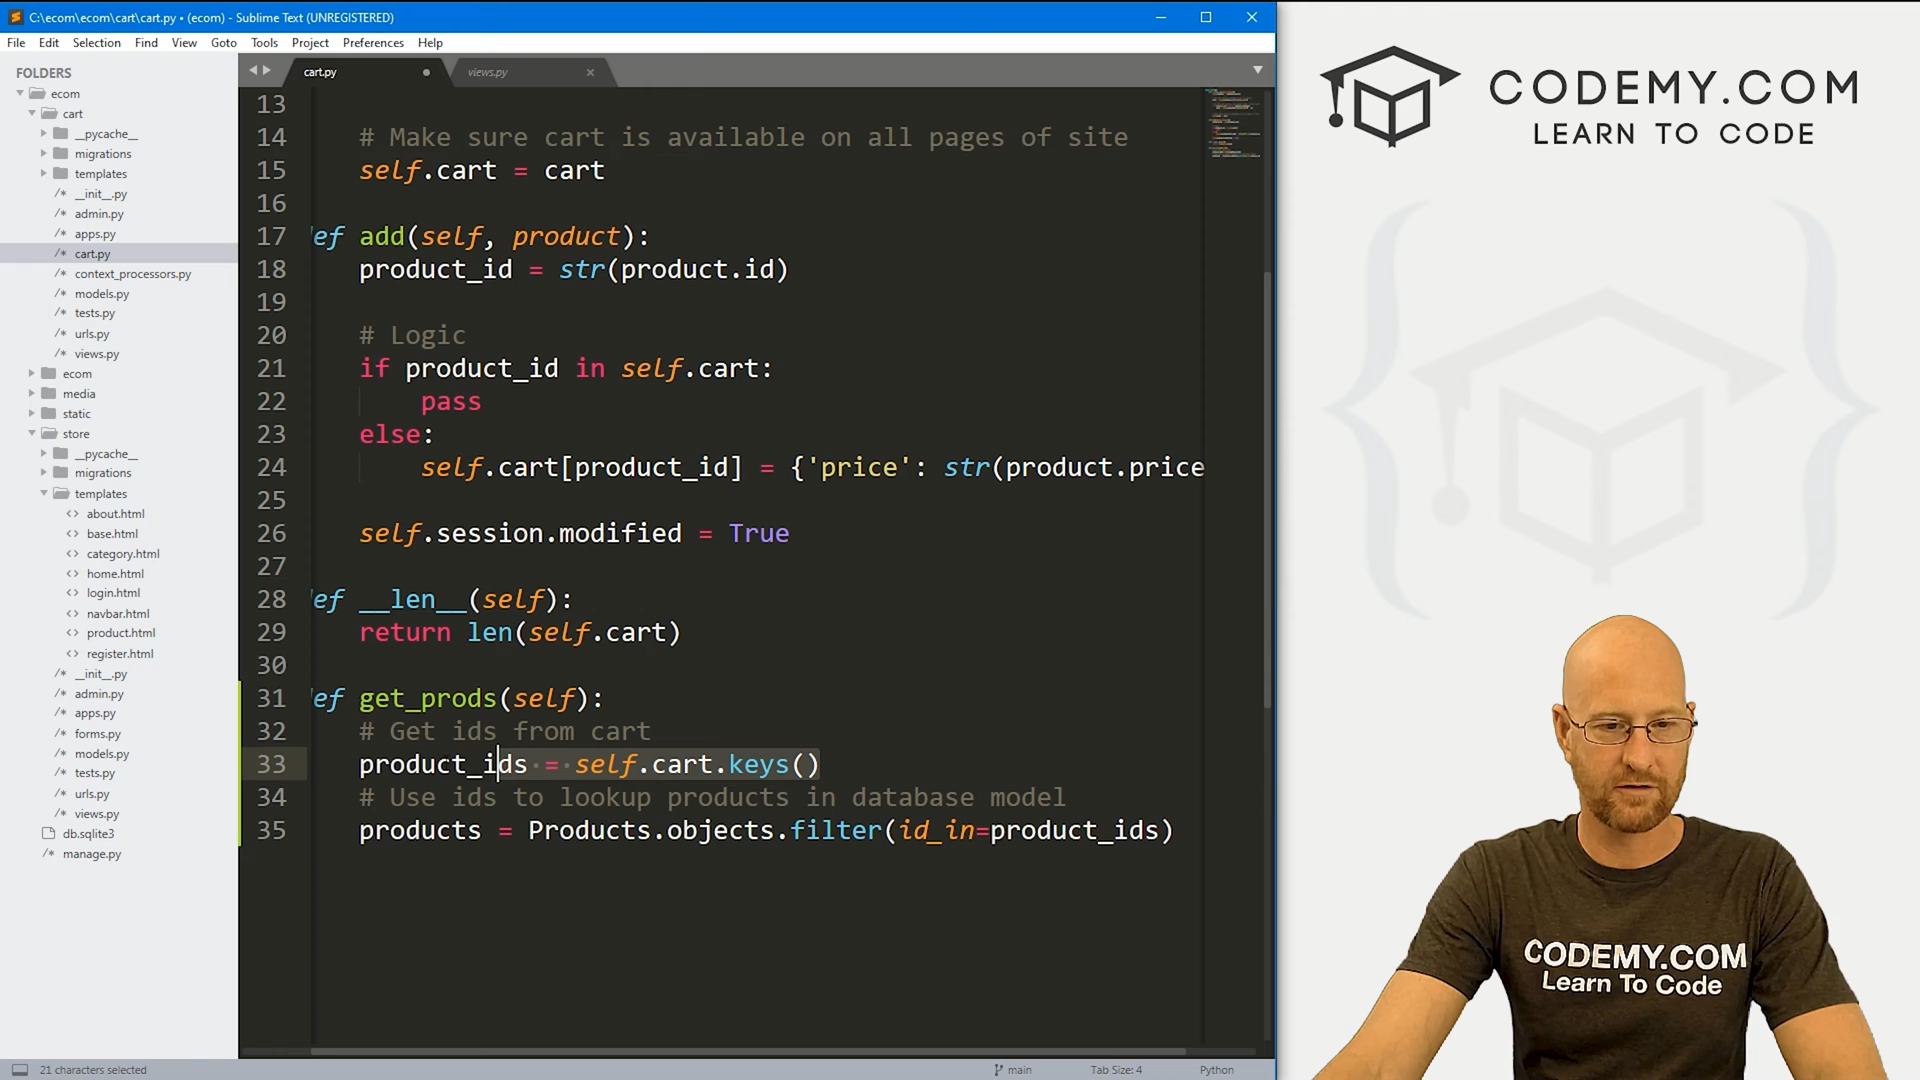 C:\ecom\ecom\cart\cart.py • (ecom) - Sublime Text (UNREGISTERED)
File Edit Selection Find View Goto Tools Project Preferences Help
FOLDERS
ecom
cart
__pycache__
migrations
templates
__init__.py
admin.py
apps.py
cart.py
context_processors.py
models.py
tests.py
urls.py
views.py
ecom
media
static
store
__pycache__
migrations
templates
about.html
base.html
category.html
home.html
login.html
navbar.html
product.html
register.html
__init__.py
admin.py
apps.py
forms.py
models.py
tests.py
urls.py
views.py
db.sqlite3
manage.py
cart.py views.py
13
14 # Make sure cart is available on all pages of site
15 self.cart = cart
16
17 ef add(self, product):
18 product_id = str(product.id)
19
20 # Logic
21 if product_id in self.cart:
22 pass
23 else:
24 self.cart[product_id] = {'price': str(product.price
25
26 self.session.modified = True
27
28 ef __len__(self):
29 return len(self.cart)
30
31 ef get_prods(self):
32 # Get ids from cart
33 product_ids = self.cart.keys()
34 # Use ids to lookup products in database model
35 products = Products.objects.filter(id_in=product_ids)
21 characters selected main Tab Size: 4 Python
CODEMY.COM
LEARN TO CODE
CODEMY.COM
Learn To Code